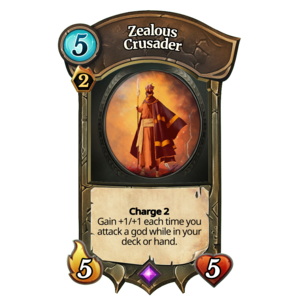 5
Zealous
Crusader
2
Charge 2
Gain +1/+1 each time you
attack a god while in your
deck or hand.
5
5